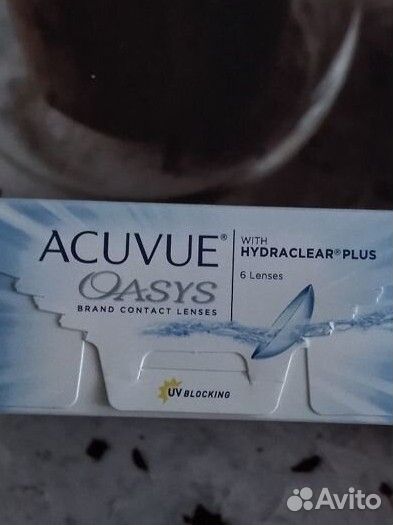 ACUVUE®
OASYS
BRAND CONTACT LENSES
WITH
HYDRACLEAR® PLUS
6 Lenses
UV BLOCKING
Avito